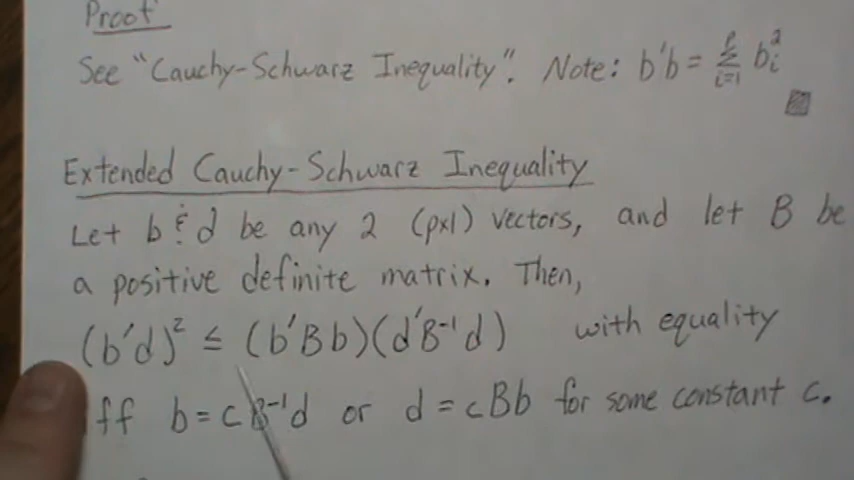 Proof
See "Cauchy-Schwarz Inequality". Note: b'b = Σ_{i=1}^{p} b_i^2
Extended Cauchy-Schwarz Inequality
Let b & d be any 2 (p×1) vectors, and let B be
a positive definite matrix. Then,
(b'd)² ≤ (b'Bb)(d'B⁻¹d) with equality
iff b = cB⁻¹d or d = cBb for some constant c.